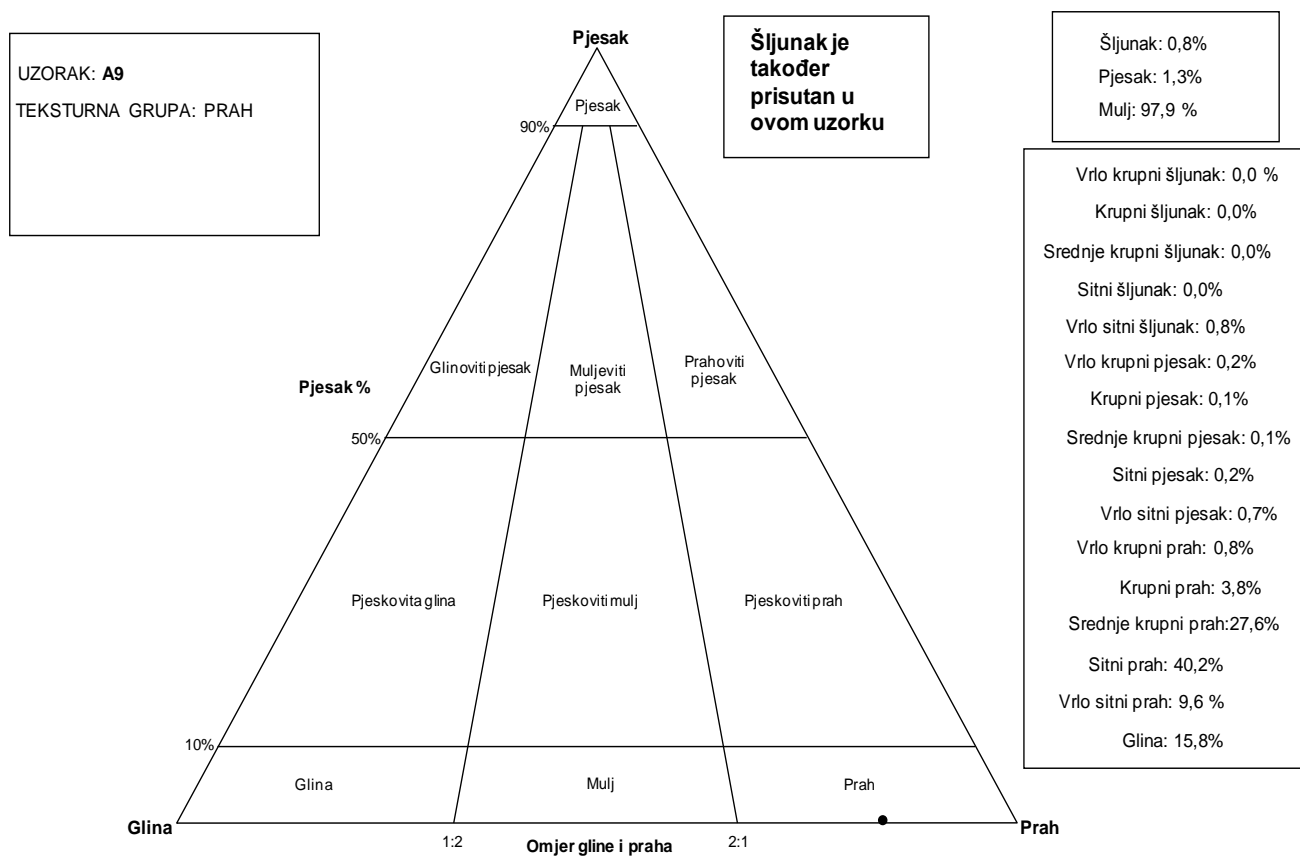 UZORAK: A9
TEKSTURNA GRUPA: PRAH
Pjesak
Pjesak
90%
Glinoviti pjesak
Muljeviti
pjesak
Prahoviti
pjesak
Pjesak %
50%
Pjeskovita glina
Pjeskoviti mulj
Pjeskoviti prah
10%
Glina
Mulj
Prah
Glina
1:2
Omjer gline i praha
2:1
Prah
Šljunak je
također
prisutan u
ovom uzorku
Šljunak: 0,8%
Pjesak: 1,3%
Mulj: 97,9 %
Vrlo krupni šljunak: 0,0 %
Krupni šljunak: 0,0%
Srednje krupni šljunak: 0,0%
Sitni šljunak: 0,0%
Vrlo sitni šljunak: 0,8%
Vrlo krupni pjesak: 0,2%
Krupni pjesak: 0,1%
Srednje krupni pjesak: 0,1%
Sitni pjesak: 0,2%
Vrlo sitni pjesak: 0,7%
Vrlo krupni prah: 0,8%
Krupni prah: 3,8%
Srednje krupni prah:27,6%
Sitni prah: 40,2%
Vrlo sitni prah: 9,6 %
Glina: 15,8%